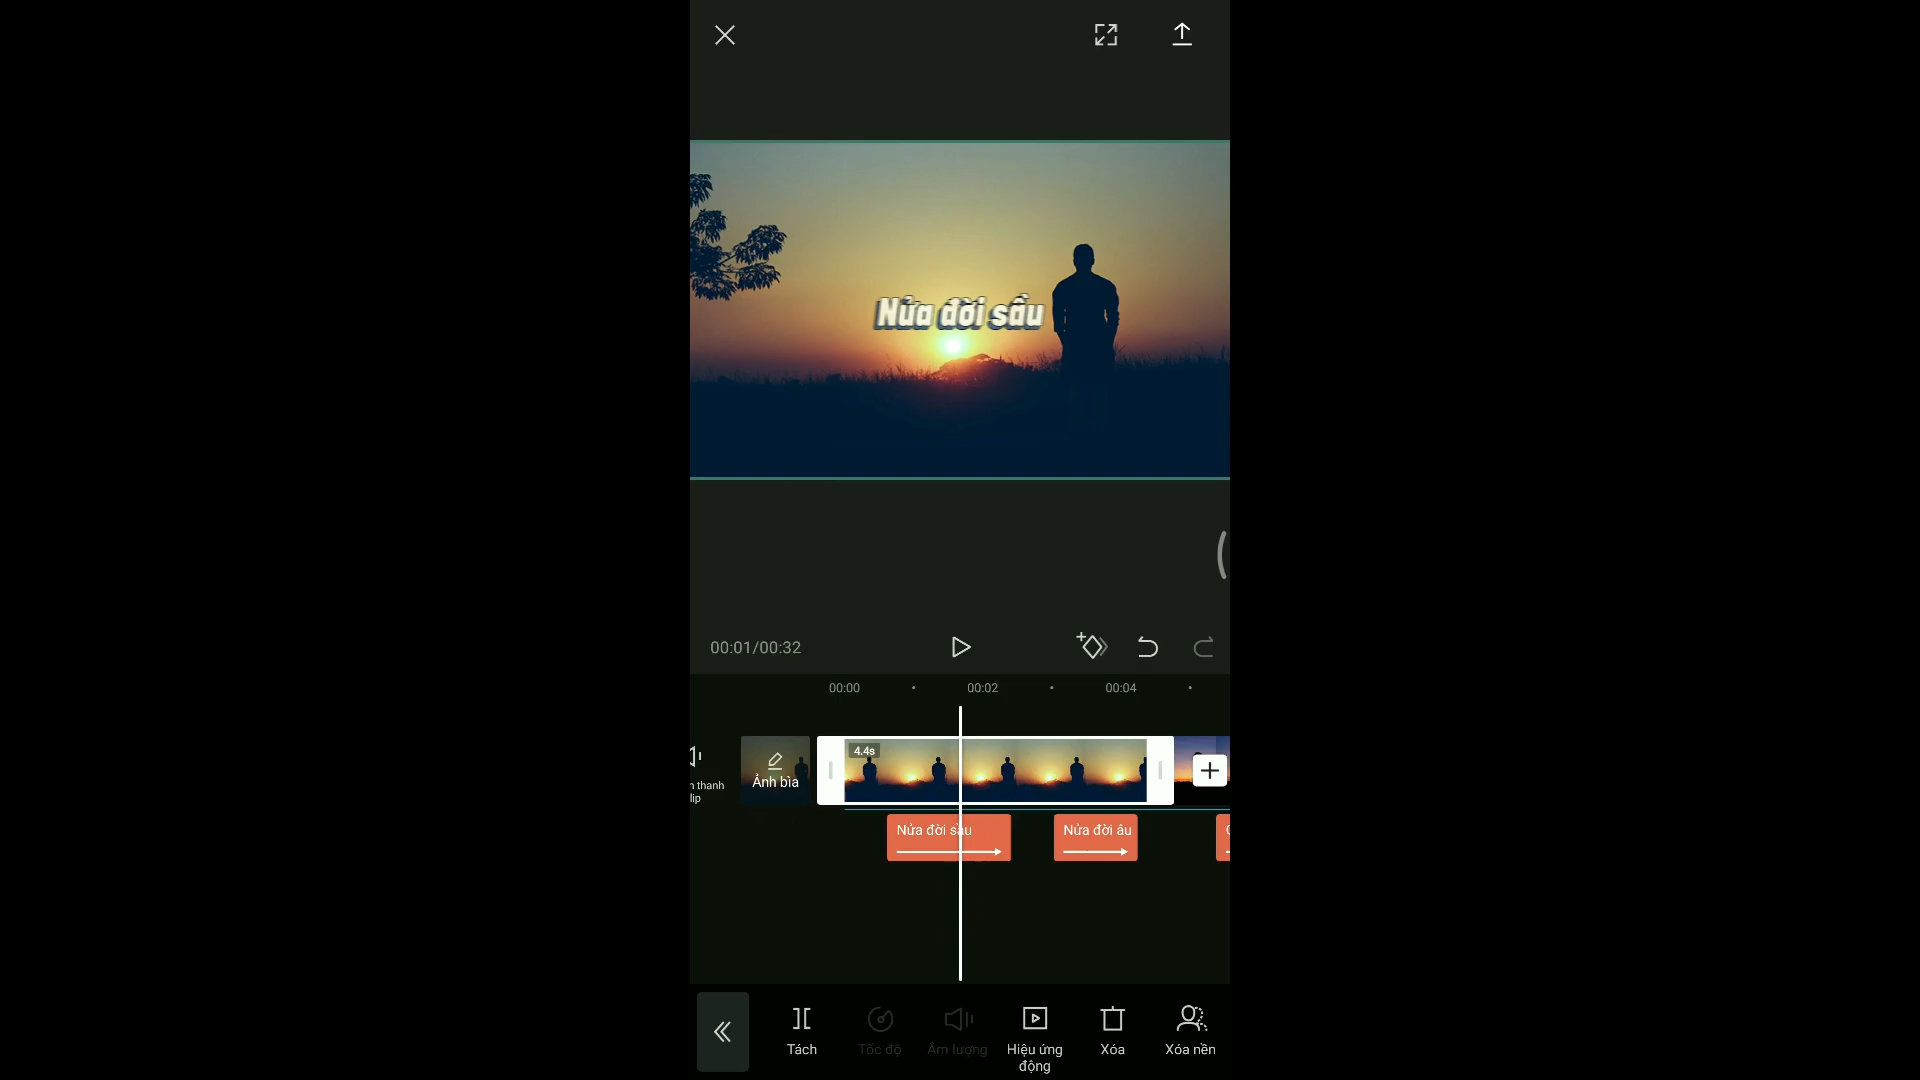 Nửa đời sầu
00:01/00:32
00:00
00:02
00:04
4.4s
Ảnh bìa
thanh
Nửa đời sầu
Nửa đời âu
Tách
Tốc độ
Âm lượng
Hiệu ứng
động
Xóa
Xóa nền